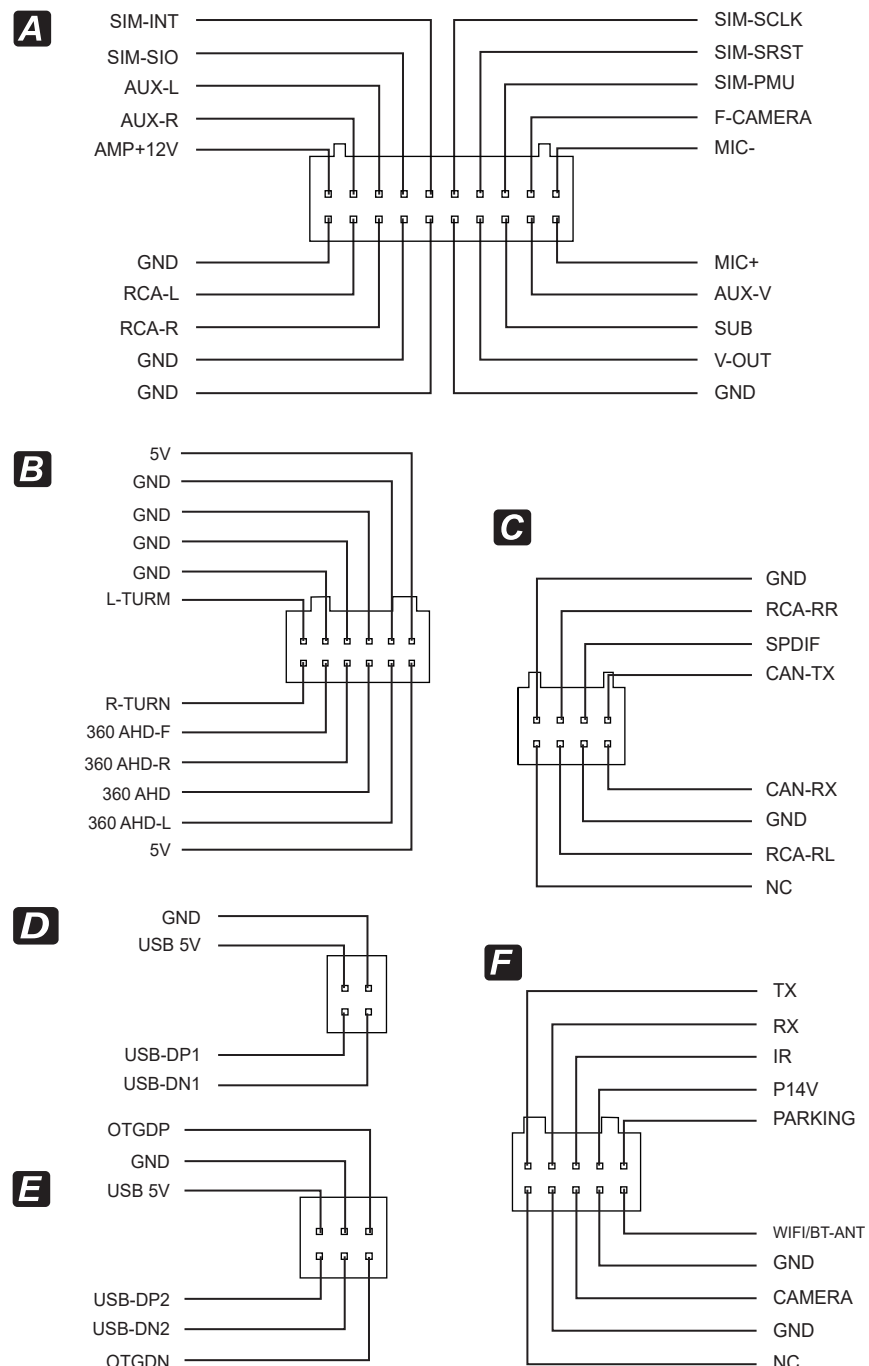 A
SIM-INT
SIM-SIO
AUX-L
AUX-R
AMP+12V
SIM-SCLK
SIM-SRST
SIM-PMU
F-CAMERA
MIC-
GND
RCA-L
RCA-R
GND
GND
MIC+
AUX-V
SUB
V-OUT
GND
B
5V
GND
GND
GND
GND
L-TURM
R-TURN
360 AHD-F
360 AHD-R
360 AHD
360 AHD-L
5V
C
GND
RCA-RR
SPDIF
CAN-TX
CAN-RX
GND
RCA-RL
NC
D
GND
USB 5V
USB-DP1
USB-DN1
E
OTGDP
GND
USB 5V
USB-DP2
USB-DN2
OTGDN
F
TX
RX
IR
P14V
PARKING
WIFI/BT-ANT
GND
CAMERA
GND
NC